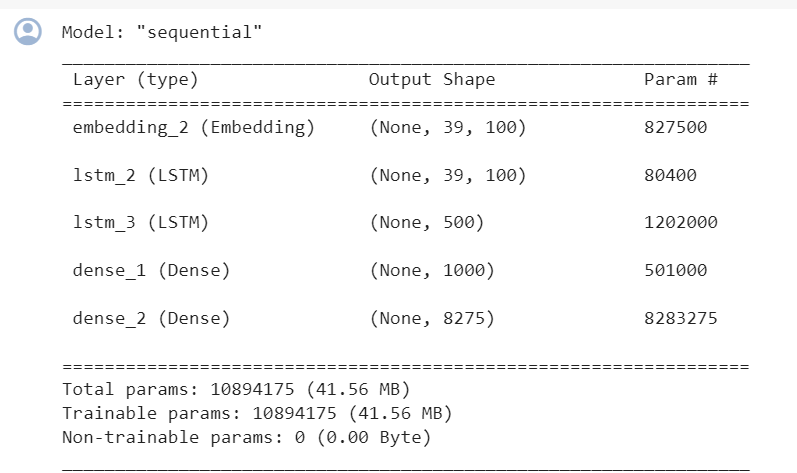 Model: "sequential"
Layer (type) Output Shape Param #
embedding_2 (Embedding) (None, 39, 100) 827500
lstm_2 (LSTM) (None, 39, 100) 80400
lstm_3 (LSTM) (None, 500) 1202000
dense_1 (Dense) (None, 1000) 501000
dense_2 (Dense) (None, 8275) 8283275
Total params: 10894175 (41.56 MB)
Trainable params: 10894175 (41.56 MB)
Non-trainable params: 0 (0.00 Byte)